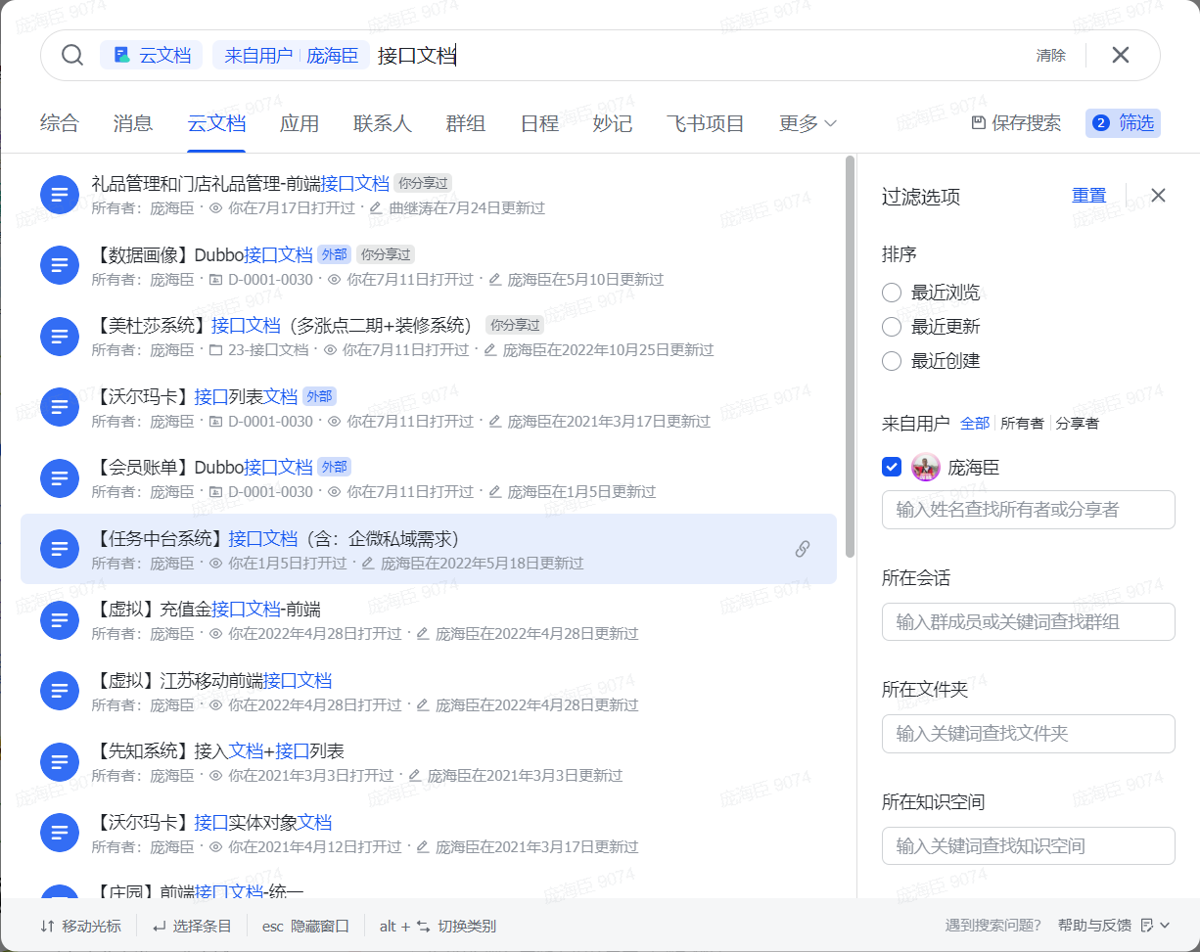 云文档 来自用户 庞海臣 接口文档 清除
综合 消息 云文档 应用 联系人 群组 日程 妙记 飞书项目 更多 保存搜索 2 筛选
礼品管理和门店礼品管理-前端接口文档 你分享过
所有者：庞海臣 · 你在7月17日打开过 · 曲继涛在7月24日更新过
【数据画像】Dubbo接口文档 外部 你分享过
所有者：庞海臣 · D-0001-0030 · 你在7月11日打开过 · 庞海臣在5月10日更新过
【美杜莎系统】接口文档（多涨点二期+装修系统） 你分享过
所有者：庞海臣 · 23-接口文档 · 你在7月11日打开过 · 庞海臣在2022年10月25日更新过
【沃尔玛卡】接口列表文档 外部
所有者：庞海臣 · D-0001-0030 · 你在7月11日打开过 · 庞海臣在2021年3月17日更新过
【会员账单】Dubbo接口文档 外部
所有者：庞海臣 · D-0001-0030 · 你在7月11日打开过 · 庞海臣在1月5日更新过
【任务中台系统】接口文档（含：企微私域需求）
所有者：庞海臣 · 你在1月5日打开过 · 庞海臣在2022年5月18日更新过
【虚拟】充值金接口文档-前端
所有者：庞海臣 · 你在2022年4月28日打开过 · 庞海臣在2022年4月28日更新过
【虚拟】江苏移动前端接口文档
所有者：庞海臣 · 你在2022年4月28日打开过 · 庞海臣在2022年4月28日更新过
【先知系统】接入文档+接口列表
所有者：庞海臣 · 你在2021年3月3日打开过 · 庞海臣在2021年3月3日更新过
【沃尔玛卡】接口实体对象文档
所有者：庞海臣 · 你在2021年4月12日打开过 · 庞海臣在2021年3月17日更新过
【庄园】前端接口文档-统一
过滤选项 重置
排序
最近浏览
最近更新
最近创建
来自用户 全部 所有者 分享者
庞海臣
输入姓名查找所有者或分享者
所在会话
输入群成员或关键词查找群组
所在文件夹
输入关键词查找文件夹
所在知识空间
输入关键词查找知识空间
移动光标 选择条目 esc 隐藏窗口 alt + 切换类别 遇到搜索问题? 帮助与反馈
庞海臣 9074